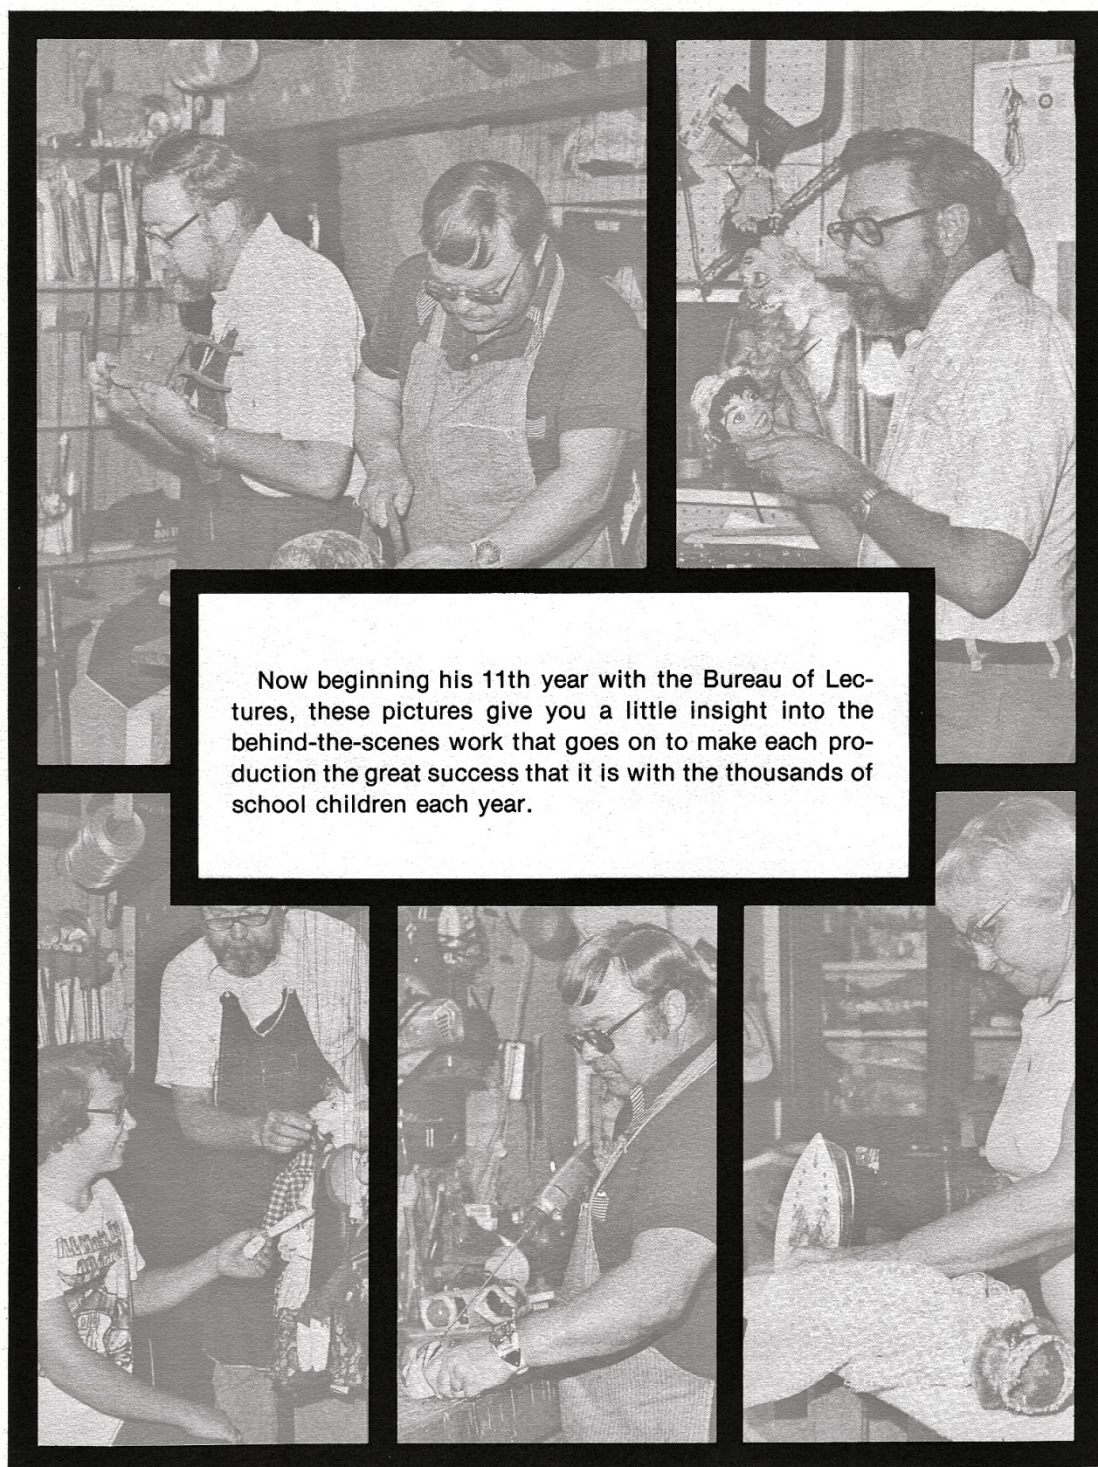 Now beginning his 11th year with the Bureau of Lec-
tures, these pictures give you a little insight into the
behind-the-scenes work that goes on to make each pro-
duction the great success that it is with the thousands of
school children each year.